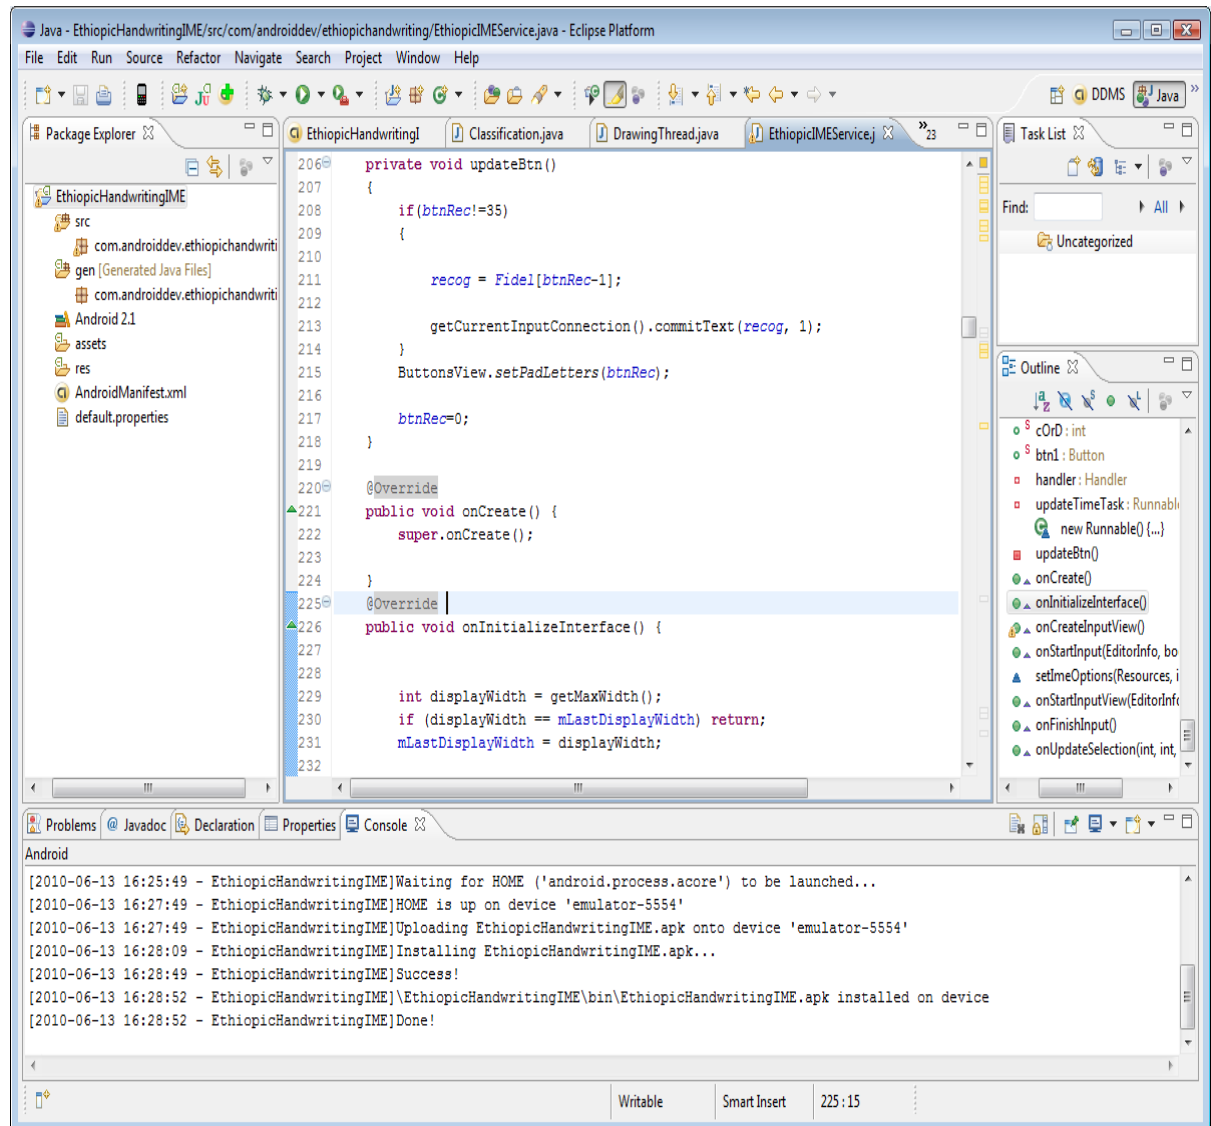 Java - EthiopicHandwritingIME/src/com/androiddev/ethiopichandwriting/EthiopicIMEService.java - Eclipse Platform
File Edit Run Source Refactor Navigate Search Project Window Help
DDMS Java »
Package Explorer
EthiopicHandwritingI Classification.java DrawingThread.java EthiopicIMEService.j »23
Task List
EthiopicHandwritingIME
src
com.androiddev.ethiopichandwriti
gen [Generated Java Files]
com.androiddev.ethiopichandwriti
Android 2.1
assets
res
AndroidManifest.xml
default.properties
206 private void updateBtn()
207 {
208 if(btnRec!=35)
209 {
210
211 recog = Fidel[btnRec-1];
212
213 getCurrentInputConnection().commitText(recog, 1);
214 }
215 ButtonsView.setPadLetters(btnRec);
216
217 btnRec=0;
218 }
219
220 @Override
221 public void onCreate() {
222 super.onCreate();
223
224 }
225 @Override
226 public void onInitializeInterface() {
227
228
229 int displayWidth = getMaxWidth();
230 if (displayWidth == mLastDisplayWidth) return;
231 mLastDisplayWidth = displayWidth;
232
Find: All
Uncategorized
Outline
cOrD : int
btn1 : Button
handler : Handler
updateTimeTask : Runnabl
new Runnable() {...}
updateBtn()
onCreate()
onInitializeInterface()
onCreateInputView()
onStartInput(EditorInfo, bo
setImeOptions(Resources, i
onStartInputView(EditorInfo
onFinishInput()
onUpdateSelection(int, int,
Problems @ Javadoc Declaration Properties Console
Android
[2010-06-13 16:25:49 - EthiopicHandwritingIME]Waiting for HOME ('android.process.acore') to be launched...
[2010-06-13 16:27:49 - EthiopicHandwritingIME]HOME is up on device 'emulator-5554'
[2010-06-13 16:27:49 - EthiopicHandwritingIME]Uploading EthiopicHandwritingIME.apk onto device 'emulator-5554'
[2010-06-13 16:28:09 - EthiopicHandwritingIME]Installing EthiopicHandwritingIME.apk...
[2010-06-13 16:28:49 - EthiopicHandwritingIME]Success!
[2010-06-13 16:28:52 - EthiopicHandwritingIME]\EthiopicHandwritingIME\bin\EthiopicHandwritingIME.apk installed on device
[2010-06-13 16:28:52 - EthiopicHandwritingIME]Done!
Writable Smart Insert 225 : 15